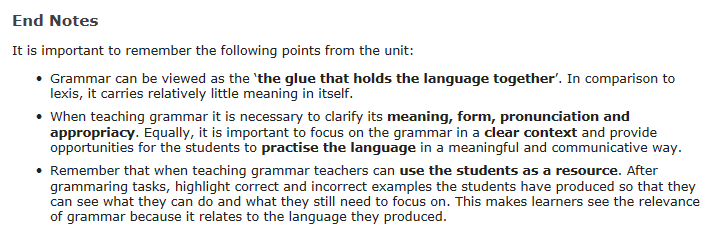 End Notes
It is important to remember the following points from the unit:
• Grammar can be viewed as the ‘the glue that holds the language together’. In comparison to
lexis, it carries relatively little meaning in itself.
• When teaching grammar it is necessary to clarify its meaning, form, pronunciation and
appropriacy. Equally, it is important to focus on the grammar in a clear context and provide
opportunities for the students to practise the language in a meaningful and communicative way.
• Remember that when teaching grammar teachers can use the students as a resource. After
grammaring tasks, highlight correct and incorrect examples the students have produced so that they
can see what they can do and what they still need to focus on. This makes learners see the relevance
of grammar because it relates to the language they produced.